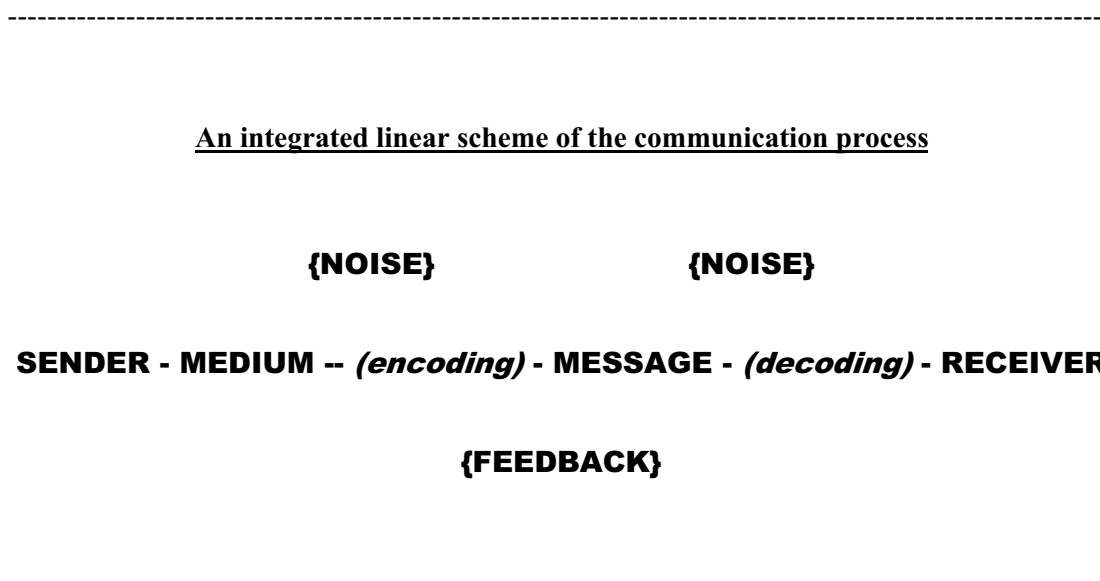 An integrated linear scheme of the communication process
{NOISE} {NOISE}
SENDER - MEDIUM -- (encoding) - MESSAGE - (decoding) - RECEIVER
{FEEDBACK}